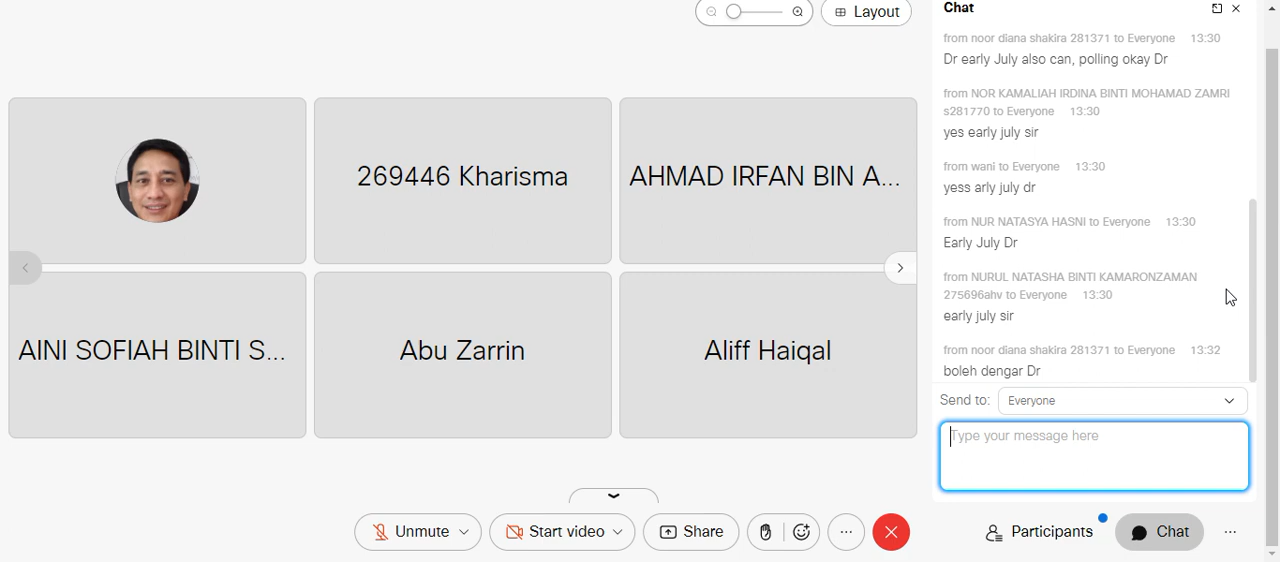 Layout
269446 Kharisma
AHMAD IRFAN BIN A...
AINI SOFIAH BINTI S...
Abu Zarrin
Aliff Haiqal
Unmute
Start video
Share
Chat
from noor diana shakira 281371 to Everyone 13:30
Dr early July also can, polling okay Dr
from NOR KAMALIAH IRDINA BINTI MOHAMAD ZAMRI
s281770 to Everyone 13:30
yes early july sir
from wani to Everyone 13:30
yess arly july dr
from NUR NATASYA HASNI to Everyone 13:30
Early July Dr
from NURUL NATASHA BINTI KAMARONZAMAN
275696ahv to Everyone 13:30
early july sir
from noor diana shakira 281371 to Everyone 13:32
boleh dengar Dr
Send to: Everyone
Type your message here
Participants
Chat